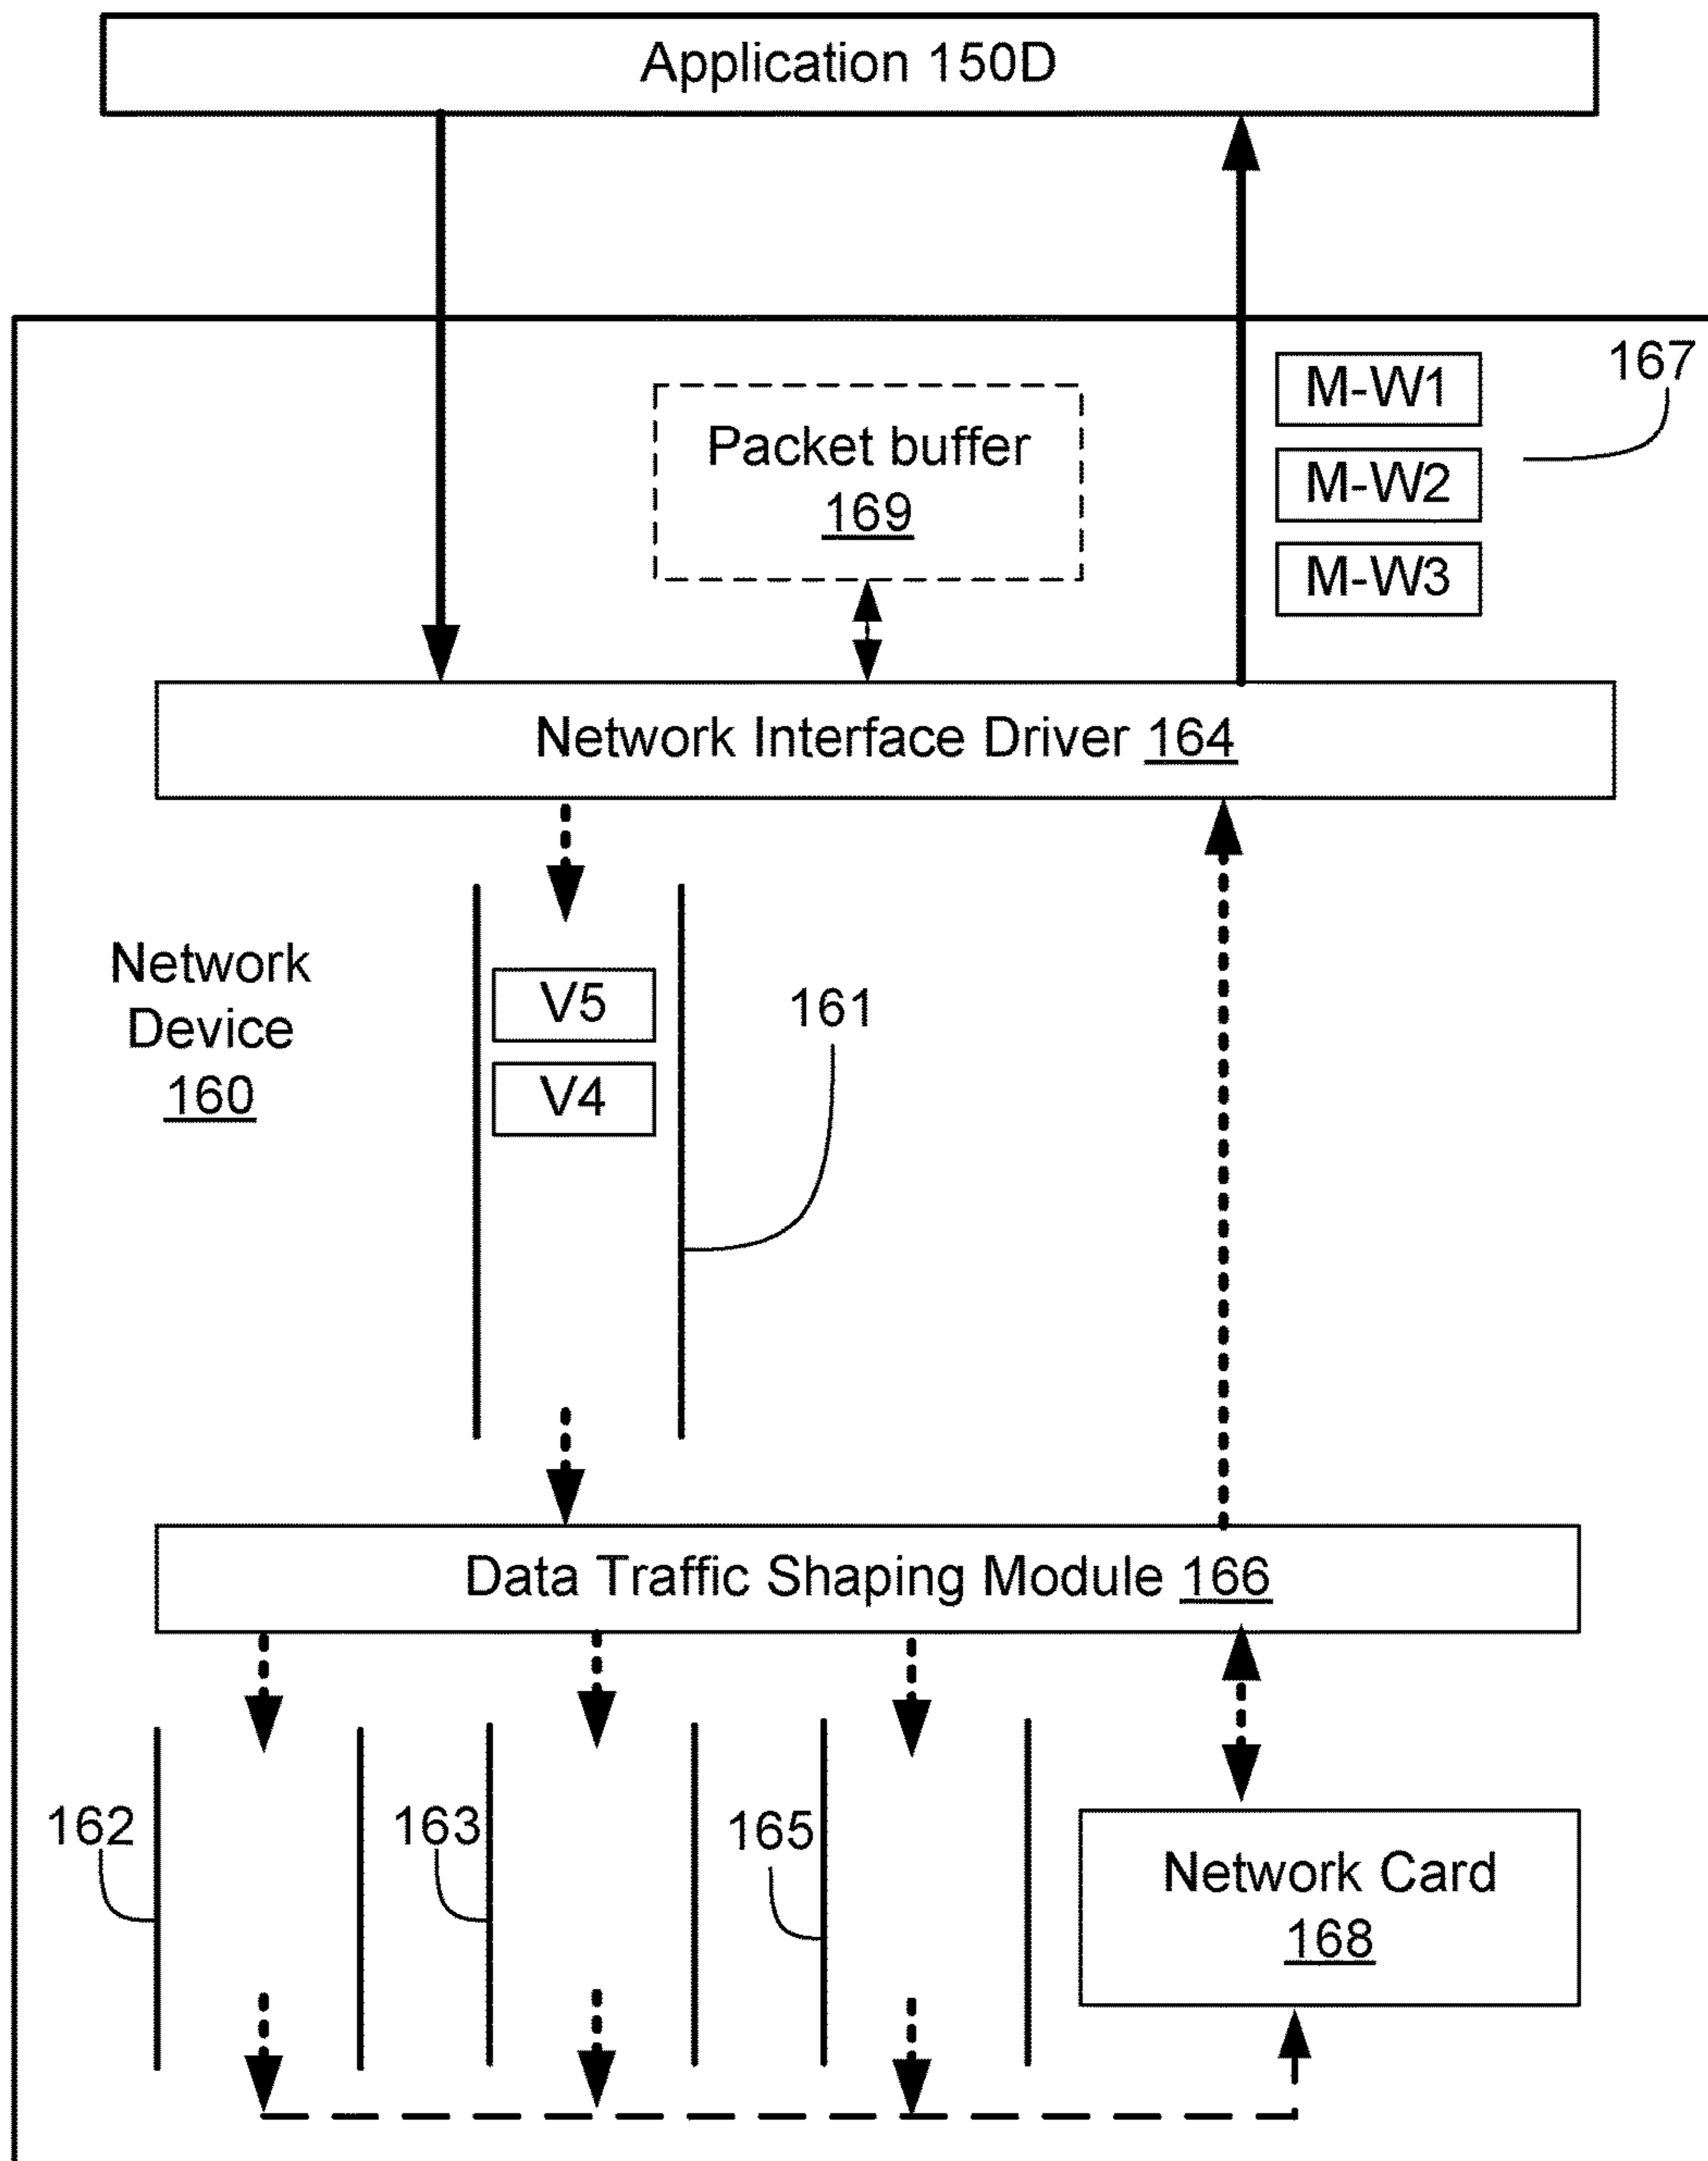 Application 150D
167
M-W1
M-W2
M-W3
Packet buffer
169
Network Interface Driver 164
Network
Device
160
V5
V4
161
Data Traffic Shaping Module 166
162
163
165
Network Card
168